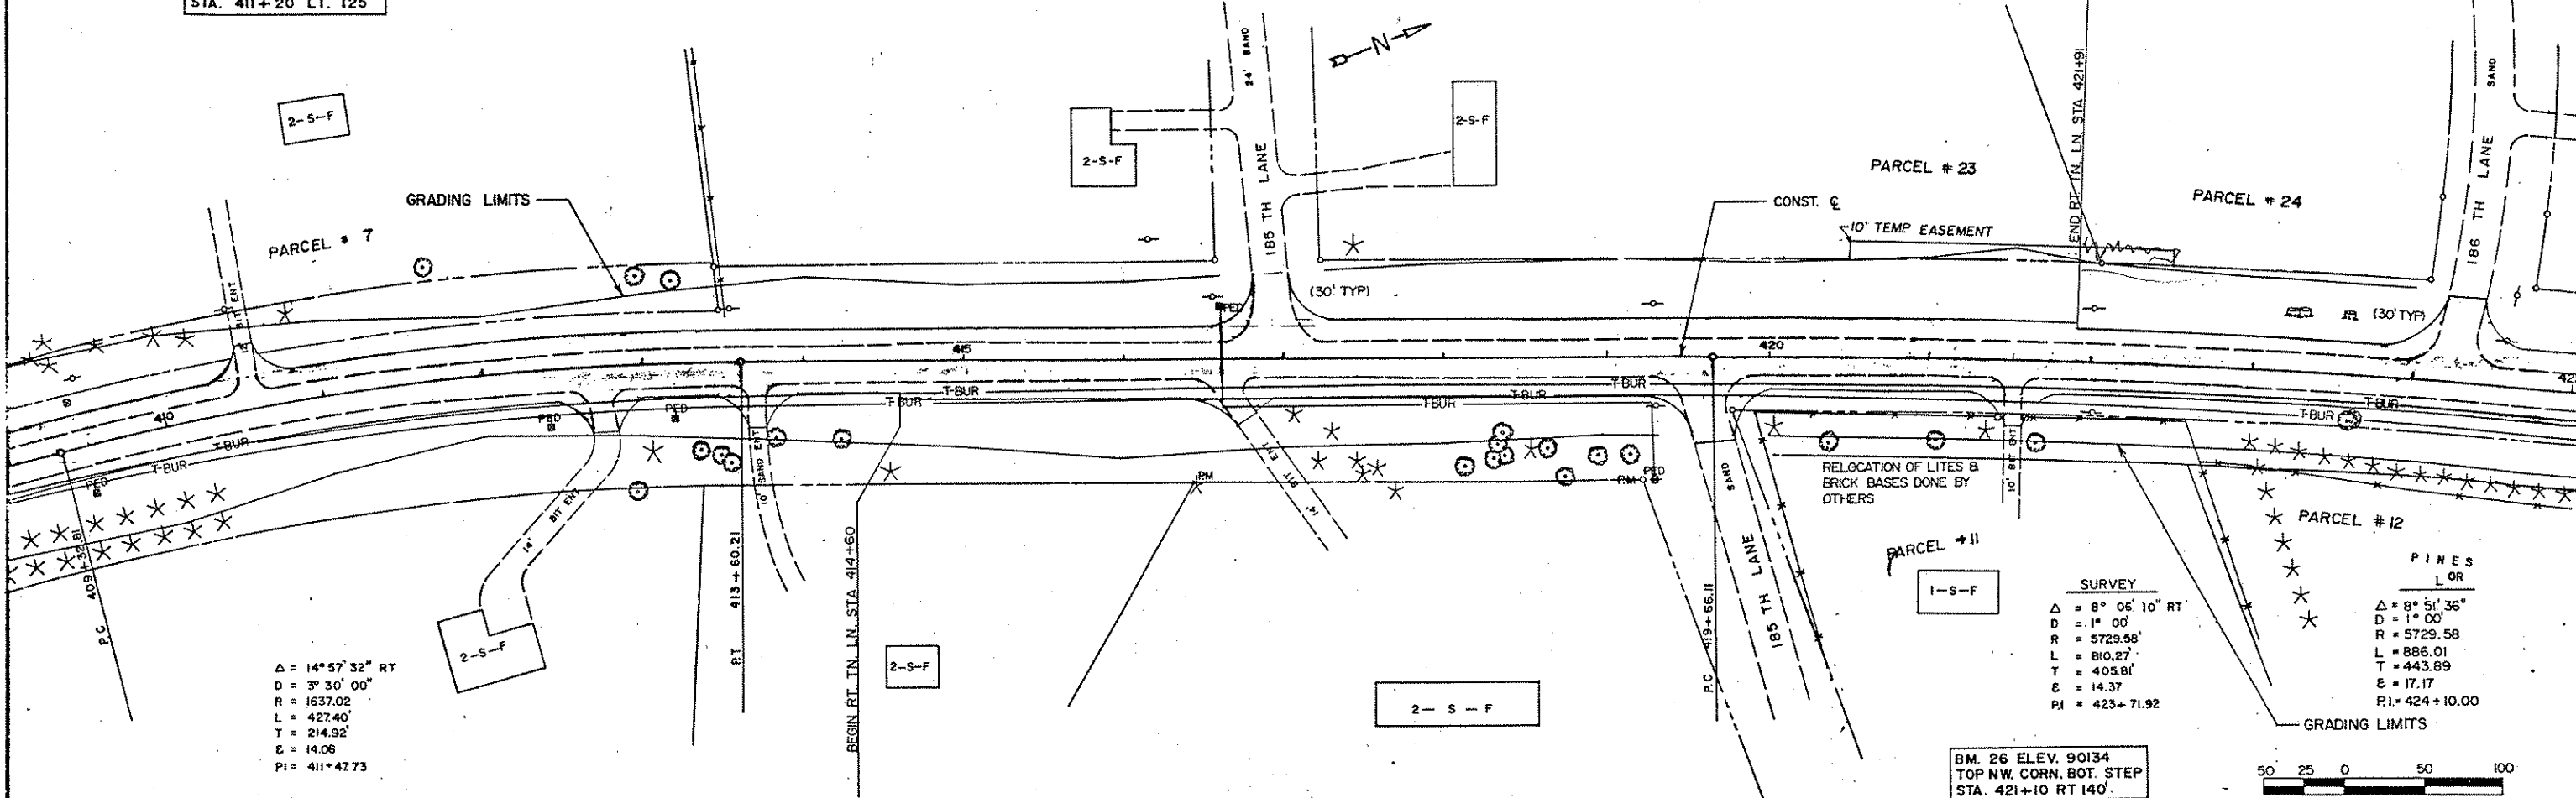 STA. 411+20 LT. 125'
2-S-F
GRADING LIMITS
PARCEL # 7
12' BIT ENT
24' SAND
N
2-S-F
2-S-F
185 TH LANE
(30' TYP)
PED
CONST. ℄
10' TEMP EASEMENT
PARCEL # 23
END RT. TN. LN. STA 421+91
PARCEL # 24
186 TH LANE
SAND
(30' TYP)
410
415
420
T-BUR
T-BUR
T-BUR
T-BUR
T-BUR
T-BUR
T-BUR
T-BUR
T-BUR
T-BUR
PED
PED
PED
PED
P.M
P.M
14' BIT ENT
10' SAND ENT
14' BIT ENT
SAND
185 TH LANE
10' BIT ENT
RELOCATION OF LITES &
BRICK BASES DONE BY
OTHERS
PARCEL #11
PARCEL #12
P.C 409+32.81
P.T 413+60.21
BEGIN RT. TN. LN. STA 414+60
P.C 419+66.11
2-S-F
2-S-F
2-S-F
1-S-F
Δ = 14° 57' 32" RT
D = 3° 30' 00"
R = 1637.02
L = 427.40'
T = 214.92'
E = 14.06
PI = 411+47.73
SURVEY
Δ = 8° 06' 10" RT
D = 1° 00'
R = 5729.58'
L = 810.27'
T = 405.81'
E = 14.37
P.I = 423+71.92
PINES
L OR
Δ = 8° 51' 36"
D = 1° 00'
R = 5729.58
L = 886.01
T = 443.89
E = 17.17
P.I. = 424+10.00
GRADING LIMITS
BM. 26 ELEV. 901.34
TOP NW. CORN. BOT. STEP
STA. 421+10 RT 140'
50 25 0 50 100